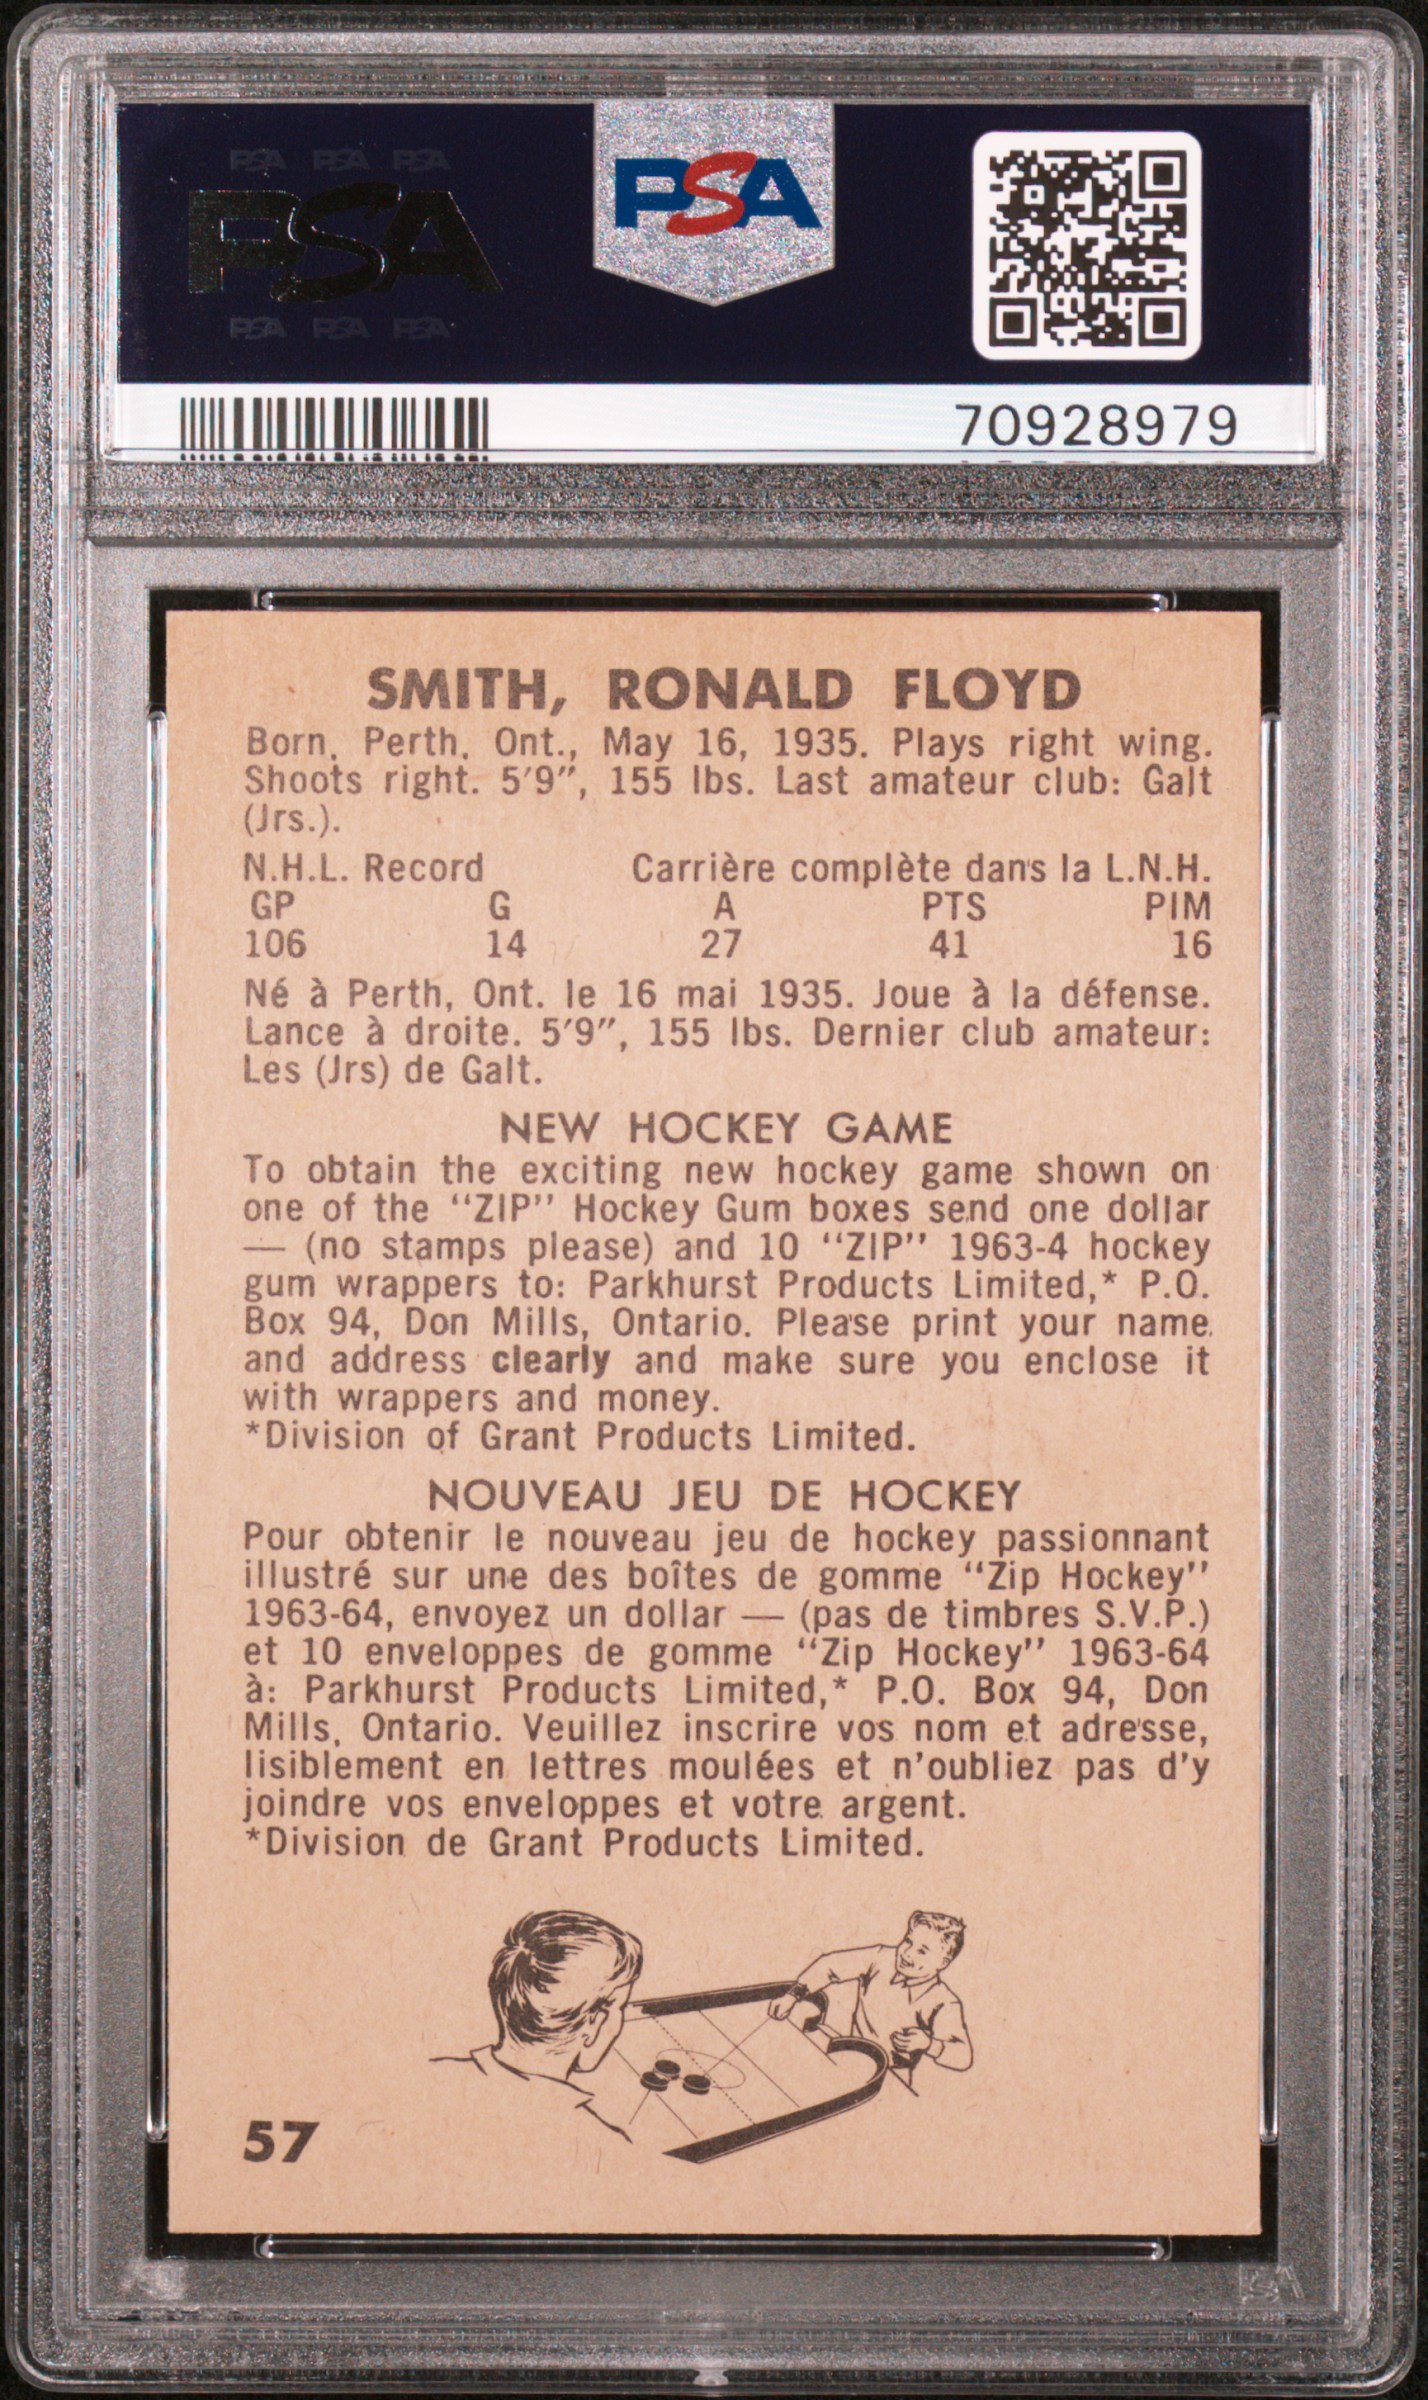 PSA PSA PSA
PSA
PSA PSA PSA
PSA
70928979
SMITH, RONALD FLOYD
Born, Perth, Ont., May 16, 1935. Plays right wing.
Shoots right. 5'9", 155 lbs. Last amateur club: Galt
(Jrs.).
N.H.L. Record Carrière complète dans la L.N.H.
GP G A PTS PIM
106 14 27 41 16
Né à Perth, Ont. le 16 mai 1935. Joue à la défense.
Lance à droite. 5'9", 155 lbs. Dernier club amateur:
Les (Jrs) de Galt.
NEW HOCKEY GAME
To obtain the exciting new hockey game shown on
one of the "ZIP" Hockey Gum boxes send one dollar
— (no stamps please) and 10 "ZIP" 1963-4 hockey
gum wrappers to: Parkhurst Products Limited,* P.O.
Box 94, Don Mills, Ontario. Please print your name
and address clearly and make sure you enclose it
with wrappers and money.
*Division of Grant Products Limited.
NOUVEAU JEU DE HOCKEY
Pour obtenir le nouveau jeu de hockey passionnant
illustré sur une des boîtes de gomme "Zip Hockey"
1963-64, envoyez un dollar — (pas de timbres S.V.P.)
et 10 enveloppes de gomme "Zip Hockey" 1963-64
à: Parkhurst Products Limited,* P.O. Box 94, Don
Mills, Ontario. Veuillez inscrire vos nom et adresse,
lisiblement en lettres moulées et n'oubliez pas d'y
joindre vos enveloppes et votre argent.
*Division de Grant Products Limited.
57